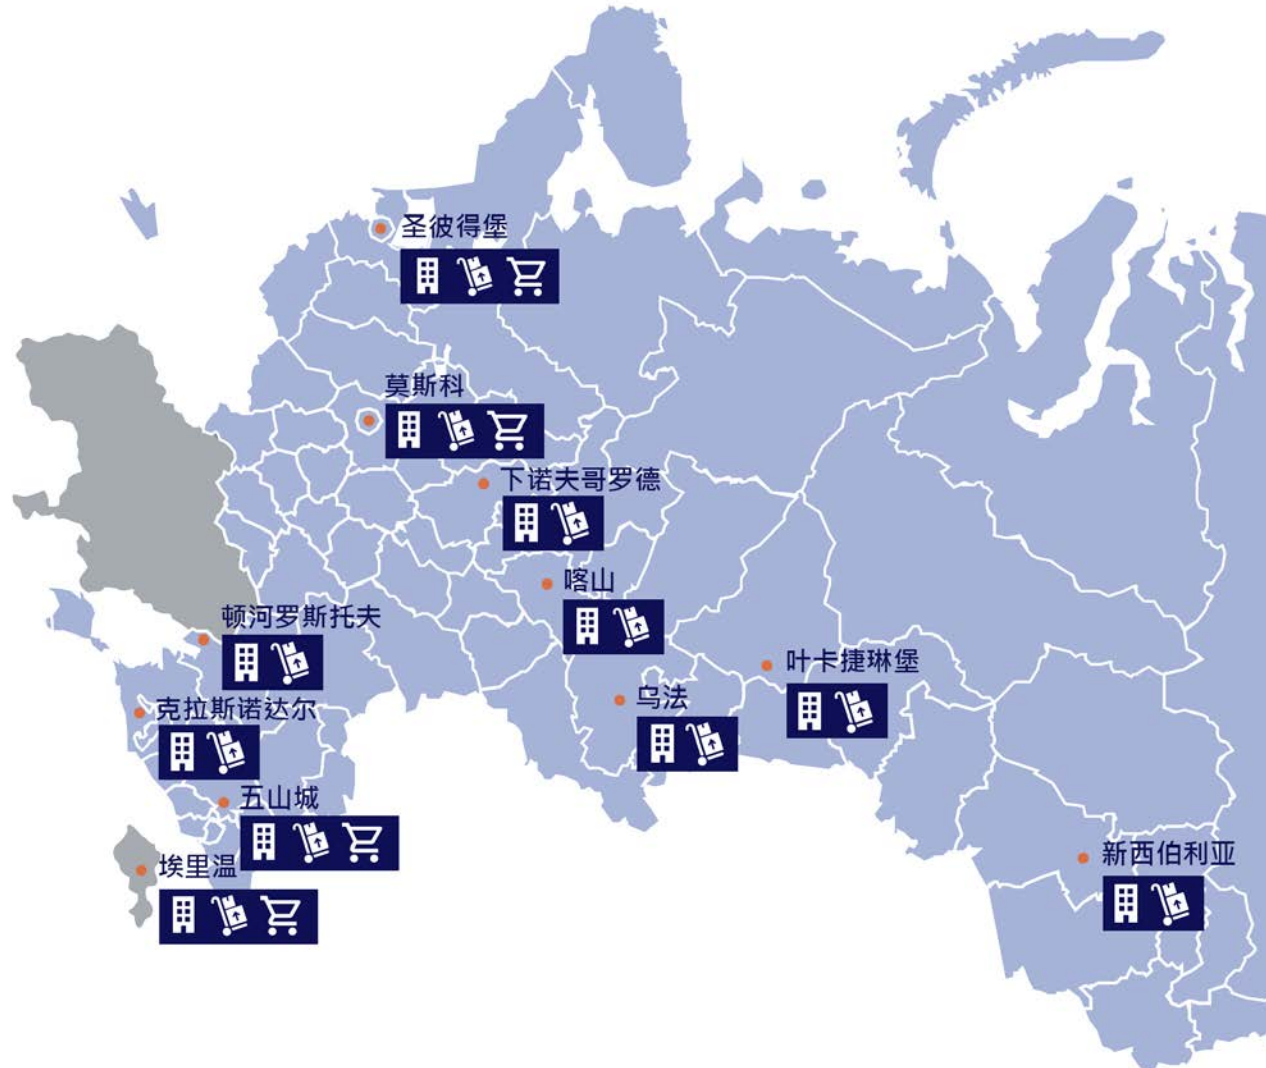 圣彼得堡
莫斯科
下诺夫哥罗德
喀山
顿河罗斯托夫
叶卡捷琳堡
乌法
克拉斯诺达尔
五山城
新西伯利亚
埃里温